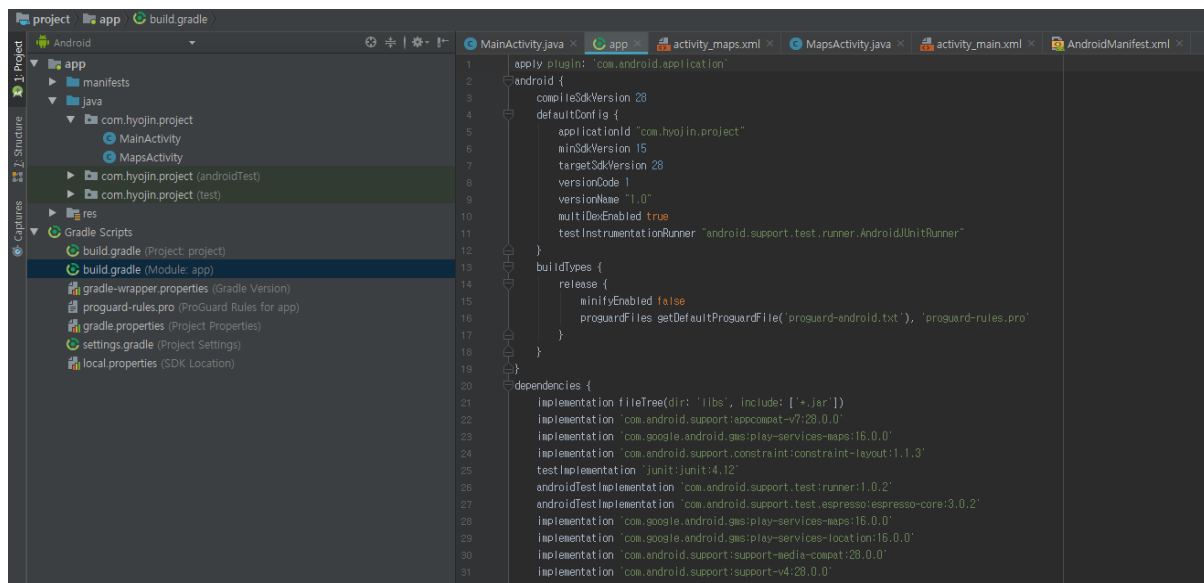 project app build.gradle
Android
MainActivity.java app activity_maps.xml MapsActivity.java activity_main.xml AndroidManifest.xml
1: Project
7: Structure
Captures
app
manifests
java
com.hyojin.project
MainActivity
MapsActivity
com.hyojin.project (androidTest)
com.hyojin.project (test)
res
Gradle Scripts
build.gradle (Project: project)
build.gradle (Module: app)
gradle-wrapper.properties (Gradle Version)
proguard-rules.pro (ProGuard Rules for app)
gradle.properties (Project Properties)
settings.gradle (Project Settings)
local.properties (SDK Location)
1 apply plugin: 'com.android.application'
2 android {
3 compileSdkVersion 28
4 defaultConfig {
5 applicationId "com.hyojin.project"
6 minSdkVersion 15
7 targetSdkVersion 28
8 versionCode 1
9 versionName "1.0"
10 multiDexEnabled true
11 testInstrumentationRunner "android.support.test.runner.AndroidJUnitRunner"
12 }
13 buildTypes {
14 release {
15 minifyEnabled false
16 proguardFiles getDefaultProguardFile('proguard-android.txt'), 'proguard-rules.pro'
17 }
18 }
19 }
20 dependencies {
21 implementation fileTree(dir: 'libs', include: ['*.jar'])
22 implementation 'com.android.support:appcompat-v7:28.0.0'
23 implementation 'com.google.android.gms:play-services-maps:16.0.0'
24 implementation 'com.android.support.constraint:constraint-layout:1.1.3'
25 testImplementation 'junit:junit:4.12'
26 androidTestImplementation 'com.android.support.test:runner:1.0.2'
27 androidTestImplementation 'com.android.support.test.espresso:espresso-core:3.0.2'
28 implementation 'com.google.android.gms:play-services-maps:16.0.0'
29 implementation 'com.google.android.gms:play-services-location:16.0.0'
30 implementation 'com.android.support:support-media-compat:28.0.0'
31 implementation 'com.android.support:support-v4:28.0.0'